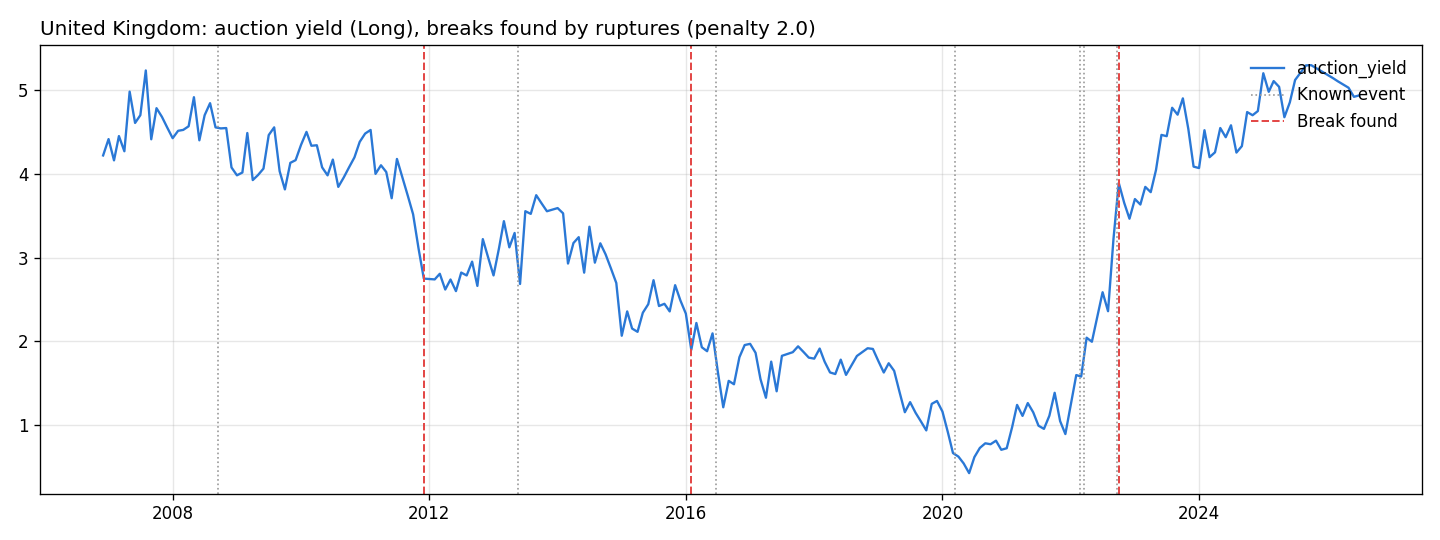 United Kingdom: auction yield (Long), breaks found by ruptures (penalty 2.0)
auction_yield
Known event
Break found
5
4
3
2
1
2008
2012
2016
2020
2024